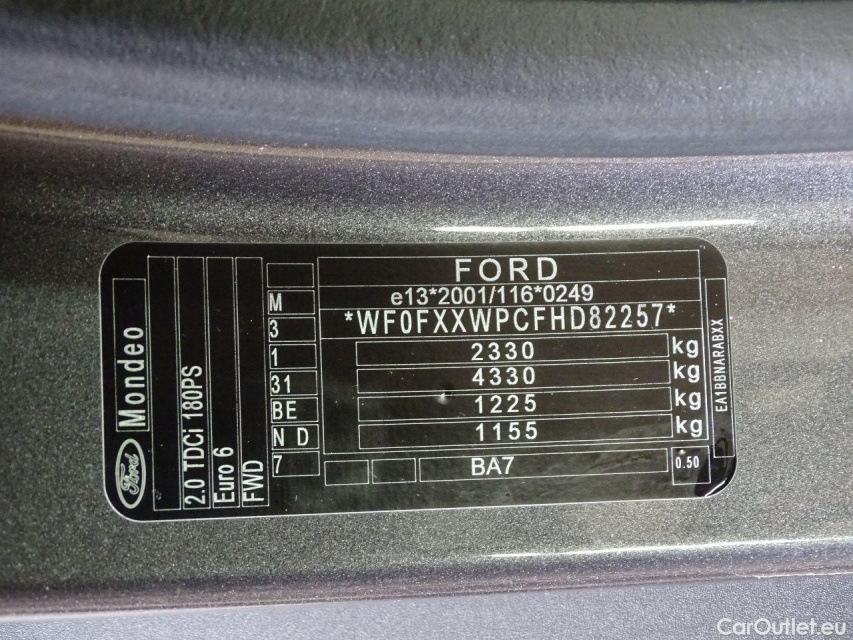 FORD
e13*2001/116*0249
*WF0FXXWPCFHD82257*
2330 kg
4330 kg
1225 kg
1155 kg
BA7
0.50
EA1BBNARABXX
M
3
1
31
BE
N D
7
Mondeo
Ford
2.0 TDCi 180PS
Euro 6
FWD
CarOutlet.eu